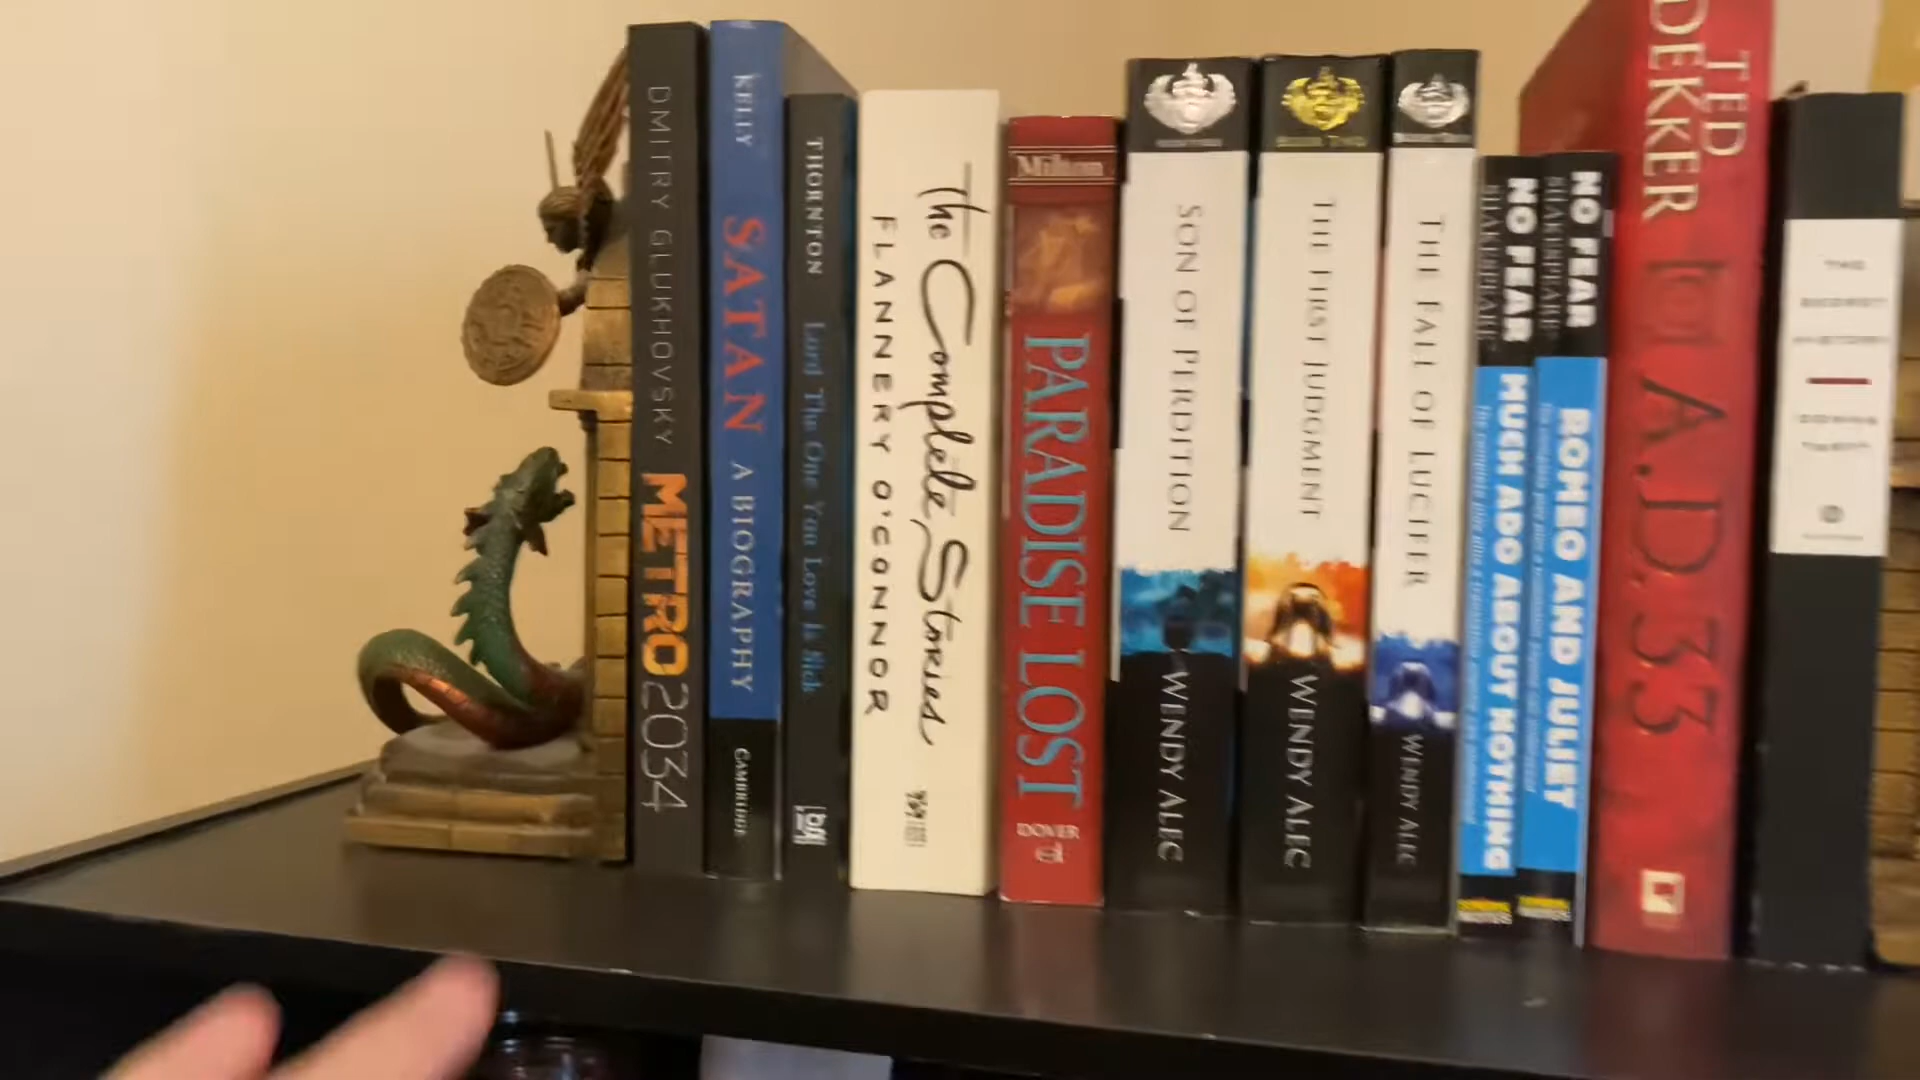 DMITRY GLUKHOVSKY
METRO 2034
KELLY
SATAN
A BIOGRAPHY
CAMBRIDGE
THORNTON
Lord The One You Love Is Sick
The Complete Stories
FLANNERY O'CONNOR
Milton
PARADISE LOST
DOVER
SON OF PERDITION
WENDY ALEC
BOOK TWO
THE FIRST JUDGMENT
WENDY ALEC
THE FALL OF LUCIFER
WENDY ALEC
NO FEAR
SHAKESPEARE
MUCH ADO ABOUT NOTHING
NO FEAR
SHAKESPEARE
ROMEO AND JULIET
TED
DEKKER
A.D. 33
THE